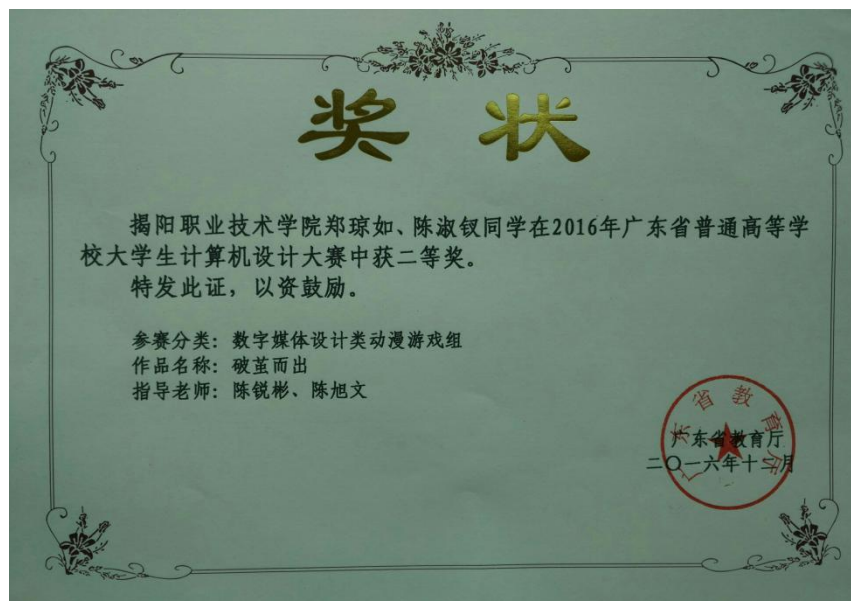 奖 状
揭阳职业技术学院郑琼如、陈淑钗同学在2016年广东省普通高等学
校大学生计算机设计大赛中获二等奖。
特发此证，以资鼓励。
参赛分类：数字媒体设计类动漫游戏组
作品名称：破茧而出
指导老师：陈锐彬、陈旭文
广东省教育厅
广东省教育厅
二〇一六年十二月